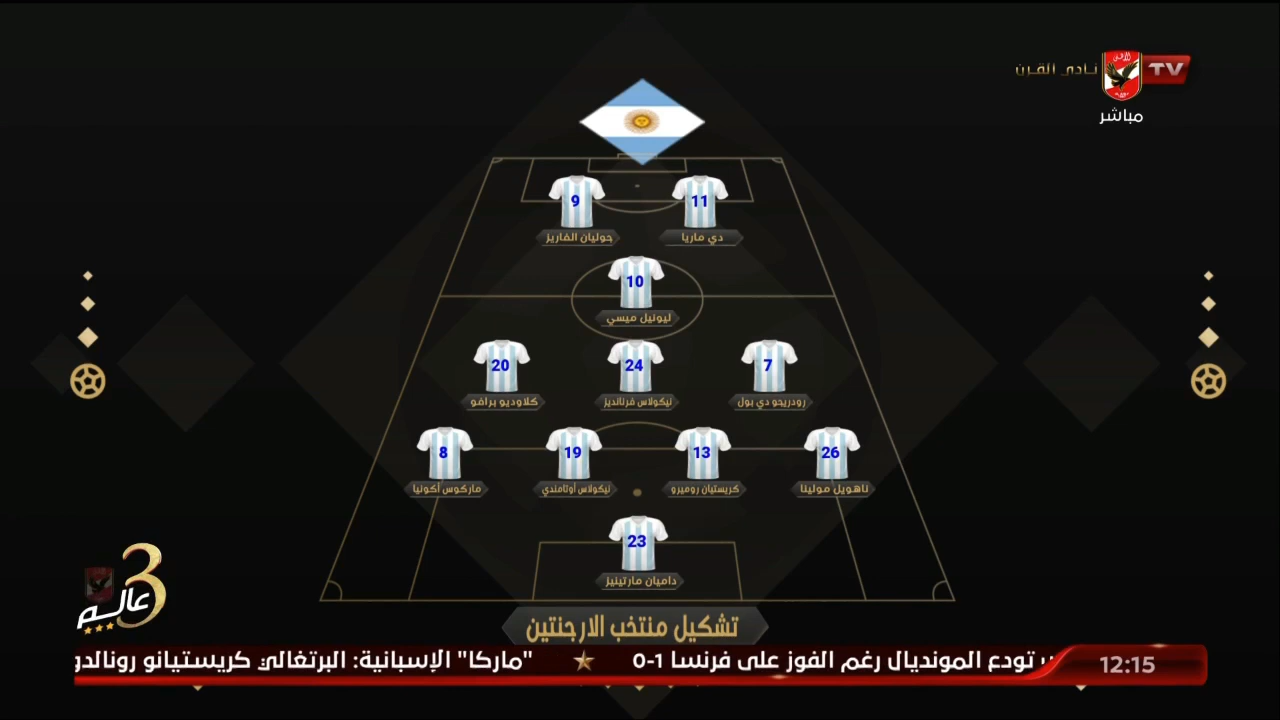 نادي القرن
TV
مباشر
9
11
جوليان الفاريز
دي ماريا
10
ليونيل ميسي
20
24
7
كلاوديو برافو
نيكولاس فرنانديز
رودريجو دي بول
8
19
13
26
ماركوس أكونيا
نيكولاس أوتامندي
كريستيان روميرو
ناهويل مولينا
23
داميان مارتينيز
3
عالم
تشكيل منتخب الارجنتين
12:15
تودع المونديال رغم الفوز على فرنسا 1-0
"ماركا" الإسبانية: البرتغالي كريستيانو رونالدو